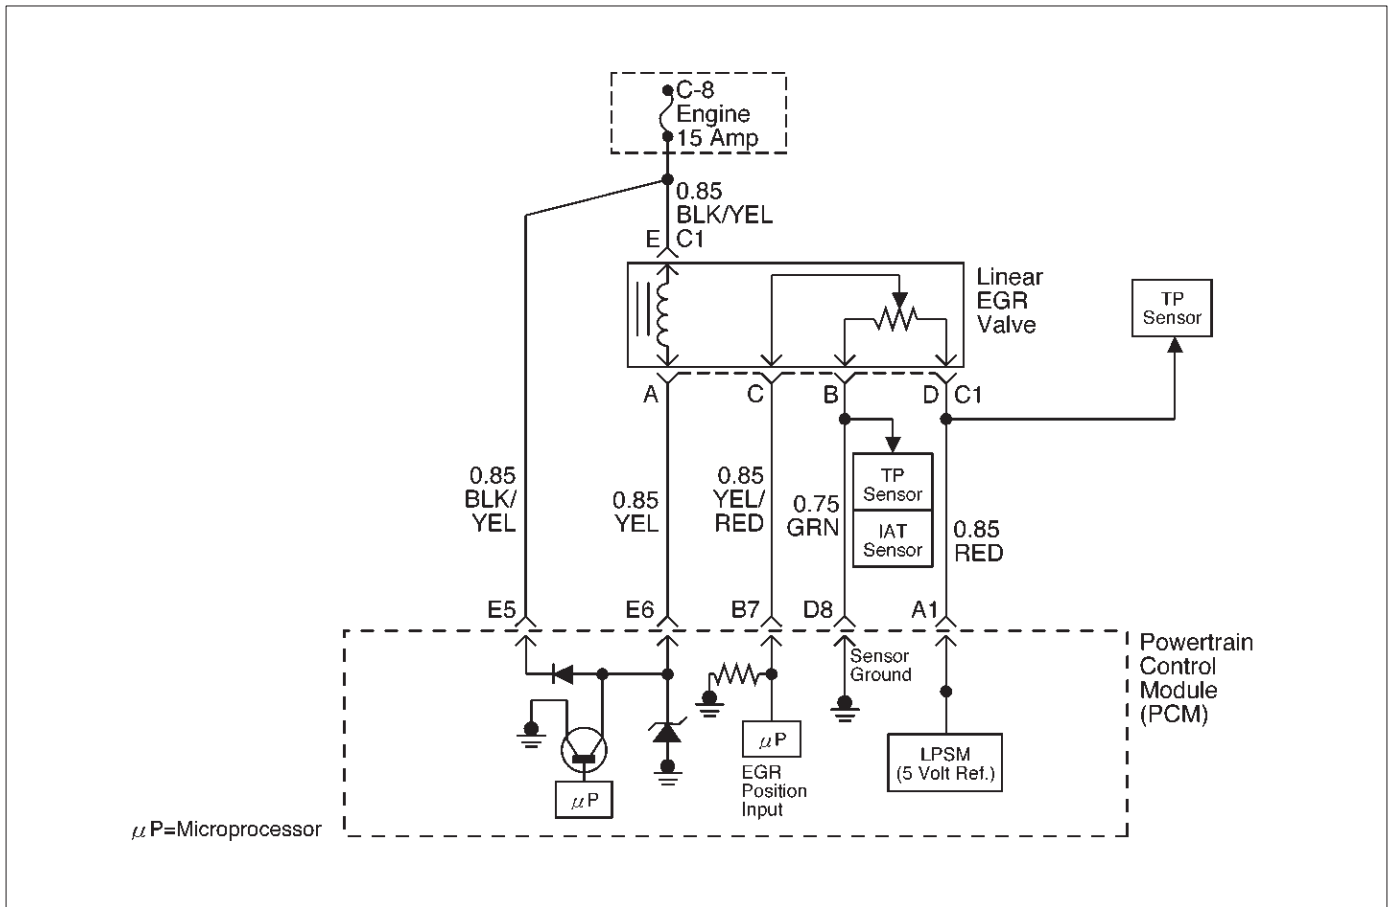 C-8
Engine
15 Amp
0.85
BLK/YEL
E C1
Linear
EGR
Valve
TP
Sensor
A C B D C1
0.85
BLK/
YEL
0.85
YEL
0.85
YEL/
RED
0.75
GRN
TP
Sensor
IAT
Sensor
0.85
RED
E5 E6 B7 D8 A1
Powertrain
Control
Module
(PCM)
Sensor
Ground
μP
EGR
Position
Input
LPSM
(5 Volt Ref.)
μP
μP=Microprocessor